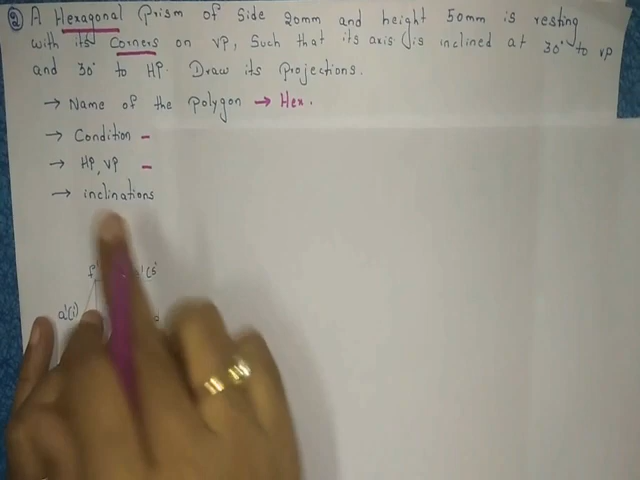 2) A Hexagonal Prism of Side 20mm and height 50mm is resting
with its Corners on VP, Such that its axis is inclined at 30° to VP
and 30° to HP. Draw its Projections.
→ Name of the Polygon → Hex.
→ Condition -
→ HP, VP -
→ inclinations
f'
a'(1)